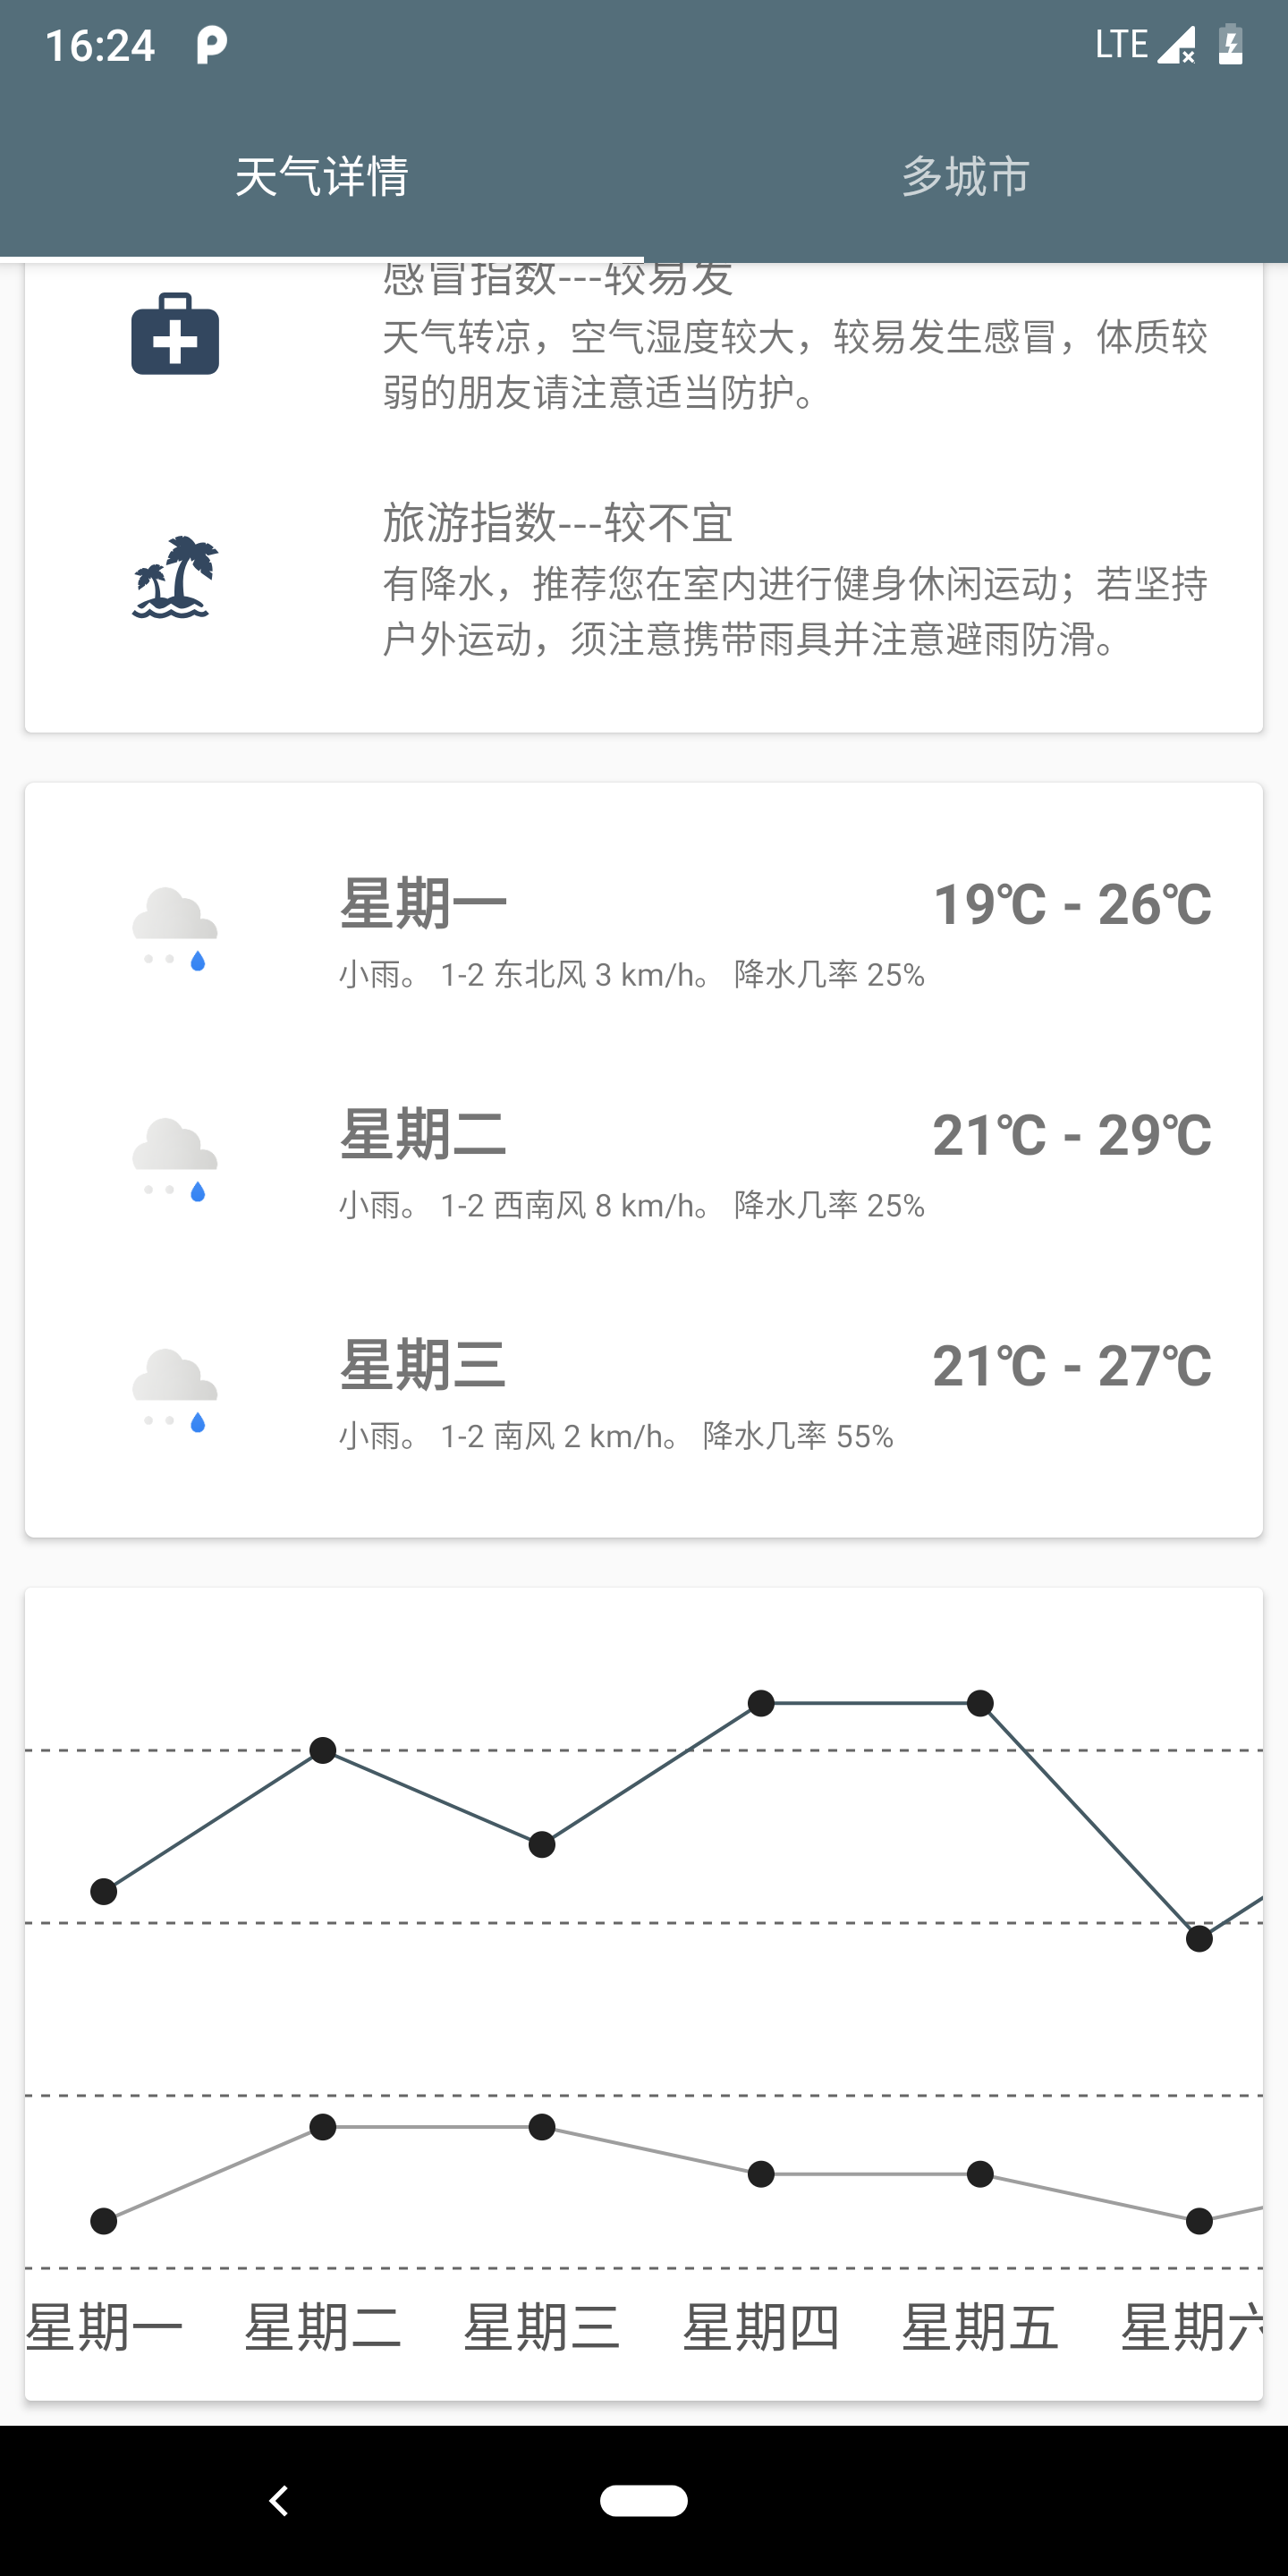 16:24
LTE
天气详情
多城市
感冒指数---较易发
天气转凉，空气湿度较大，较易发生感冒，体质较
弱的朋友请注意适当防护。
旅游指数---较不宜
有降水，推荐您在室内进行健身休闲运动；若坚持
户外运动，须注意携带雨具并注意避雨防滑。
星期一 19℃ - 26℃
小雨。 1-2 东北风 3 km/h。 降水几率 25%
星期二 21℃ - 29℃
小雨。 1-2 西南风 8 km/h。 降水几率 25%
星期三 21℃ - 27℃
小雨。 1-2 南风 2 km/h。 降水几率 55%
星期一 星期二 星期三 星期四 星期五 星期六